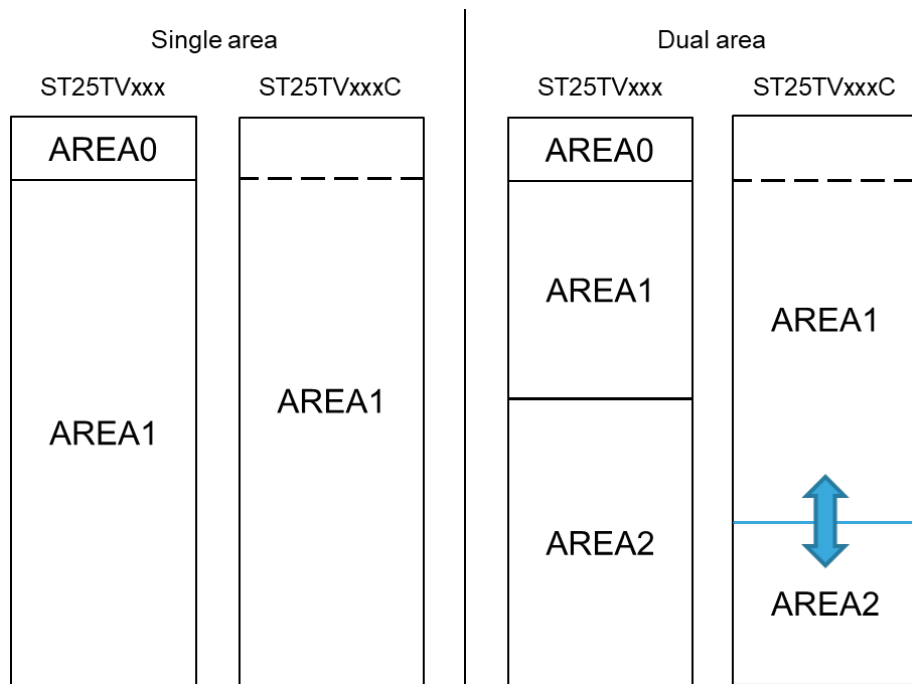 Single area
Dual area
ST25TVxxx
ST25TVxxxC
ST25TVxxx
ST25TVxxxC
AREA0
AREA1
AREA1
AREA0
AREA1
AREA2
AREA1
AREA2